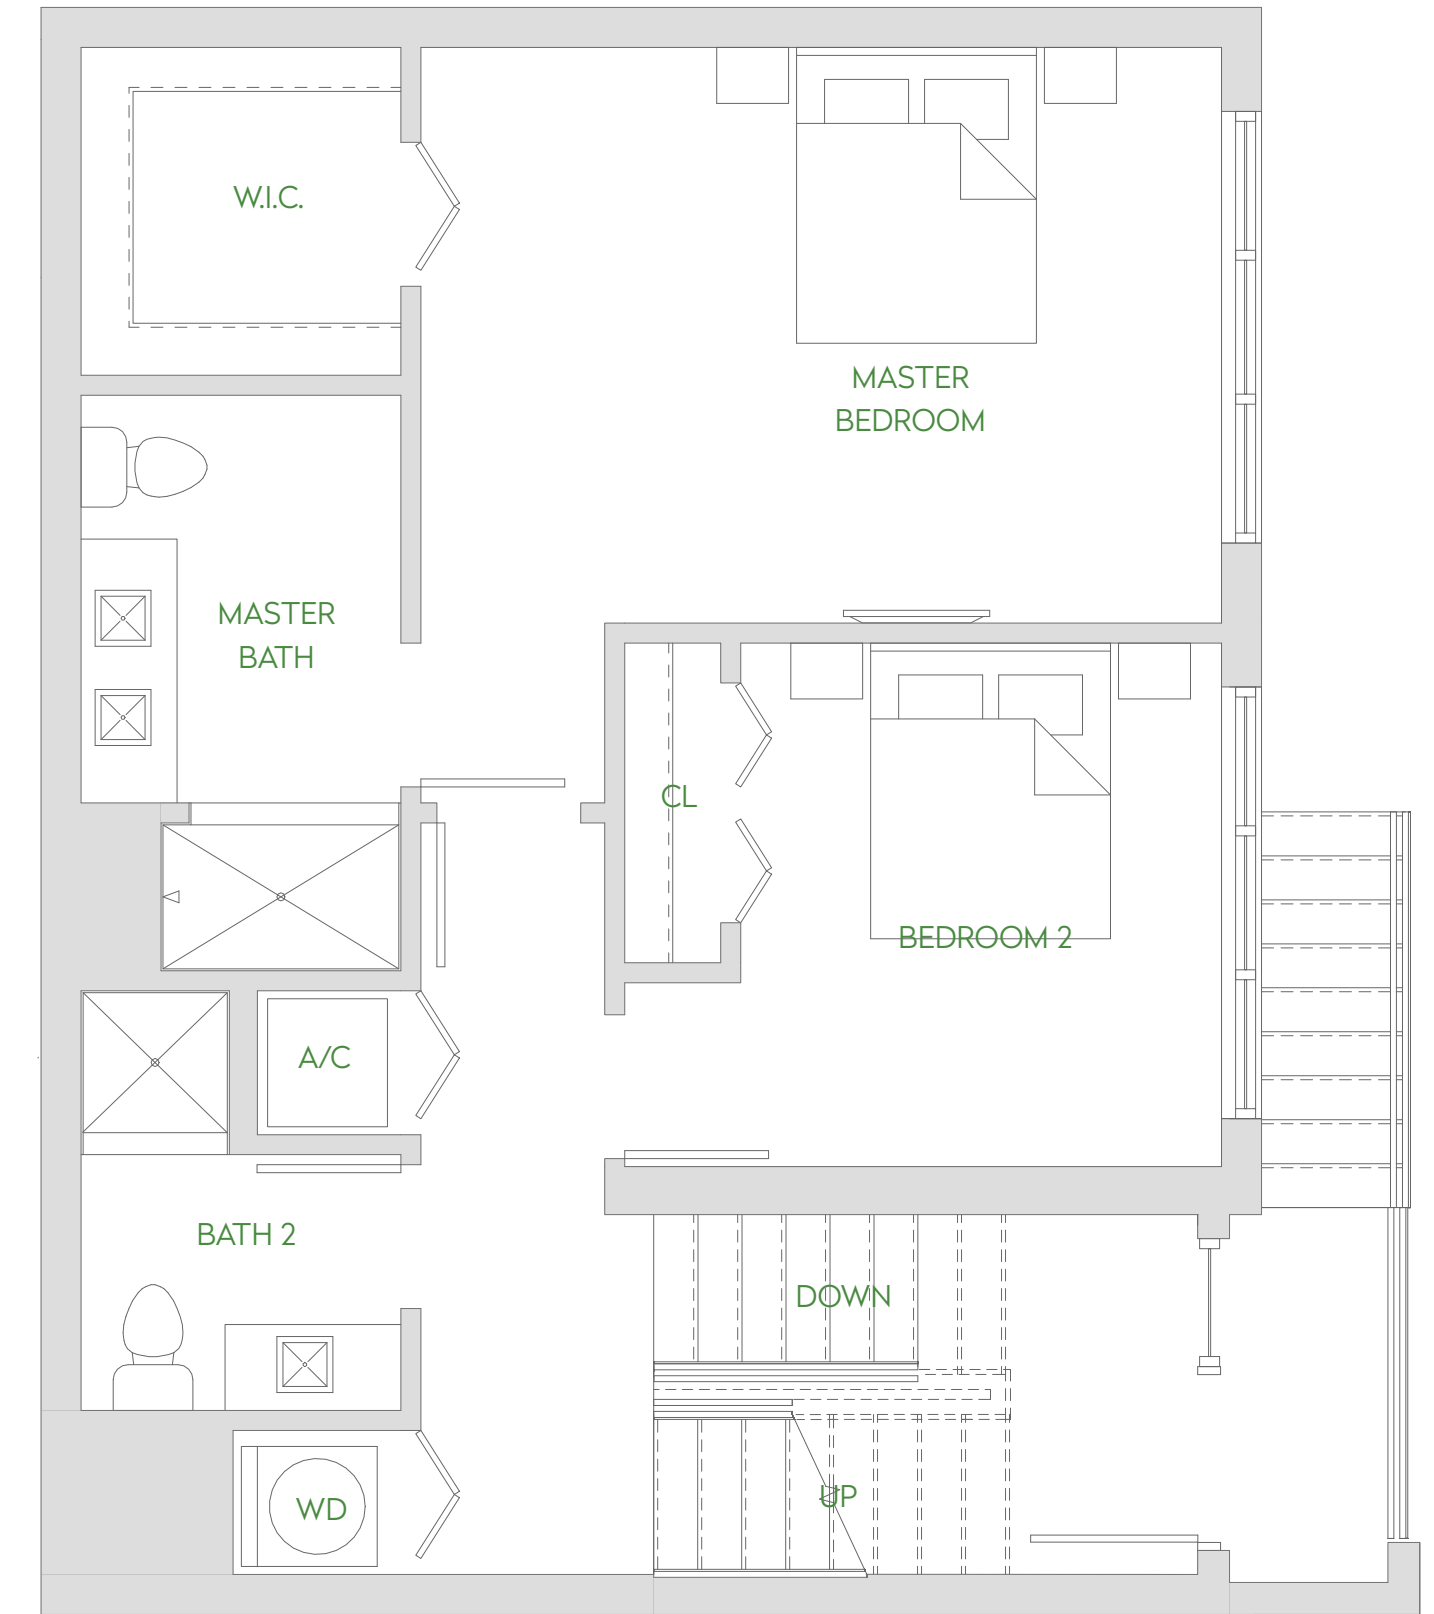 W.I.C.
MASTER
BEDROOM
MASTER
BATH
CL
BEDROOM 2
A/C
BATH 2
DOWN
UP
WD